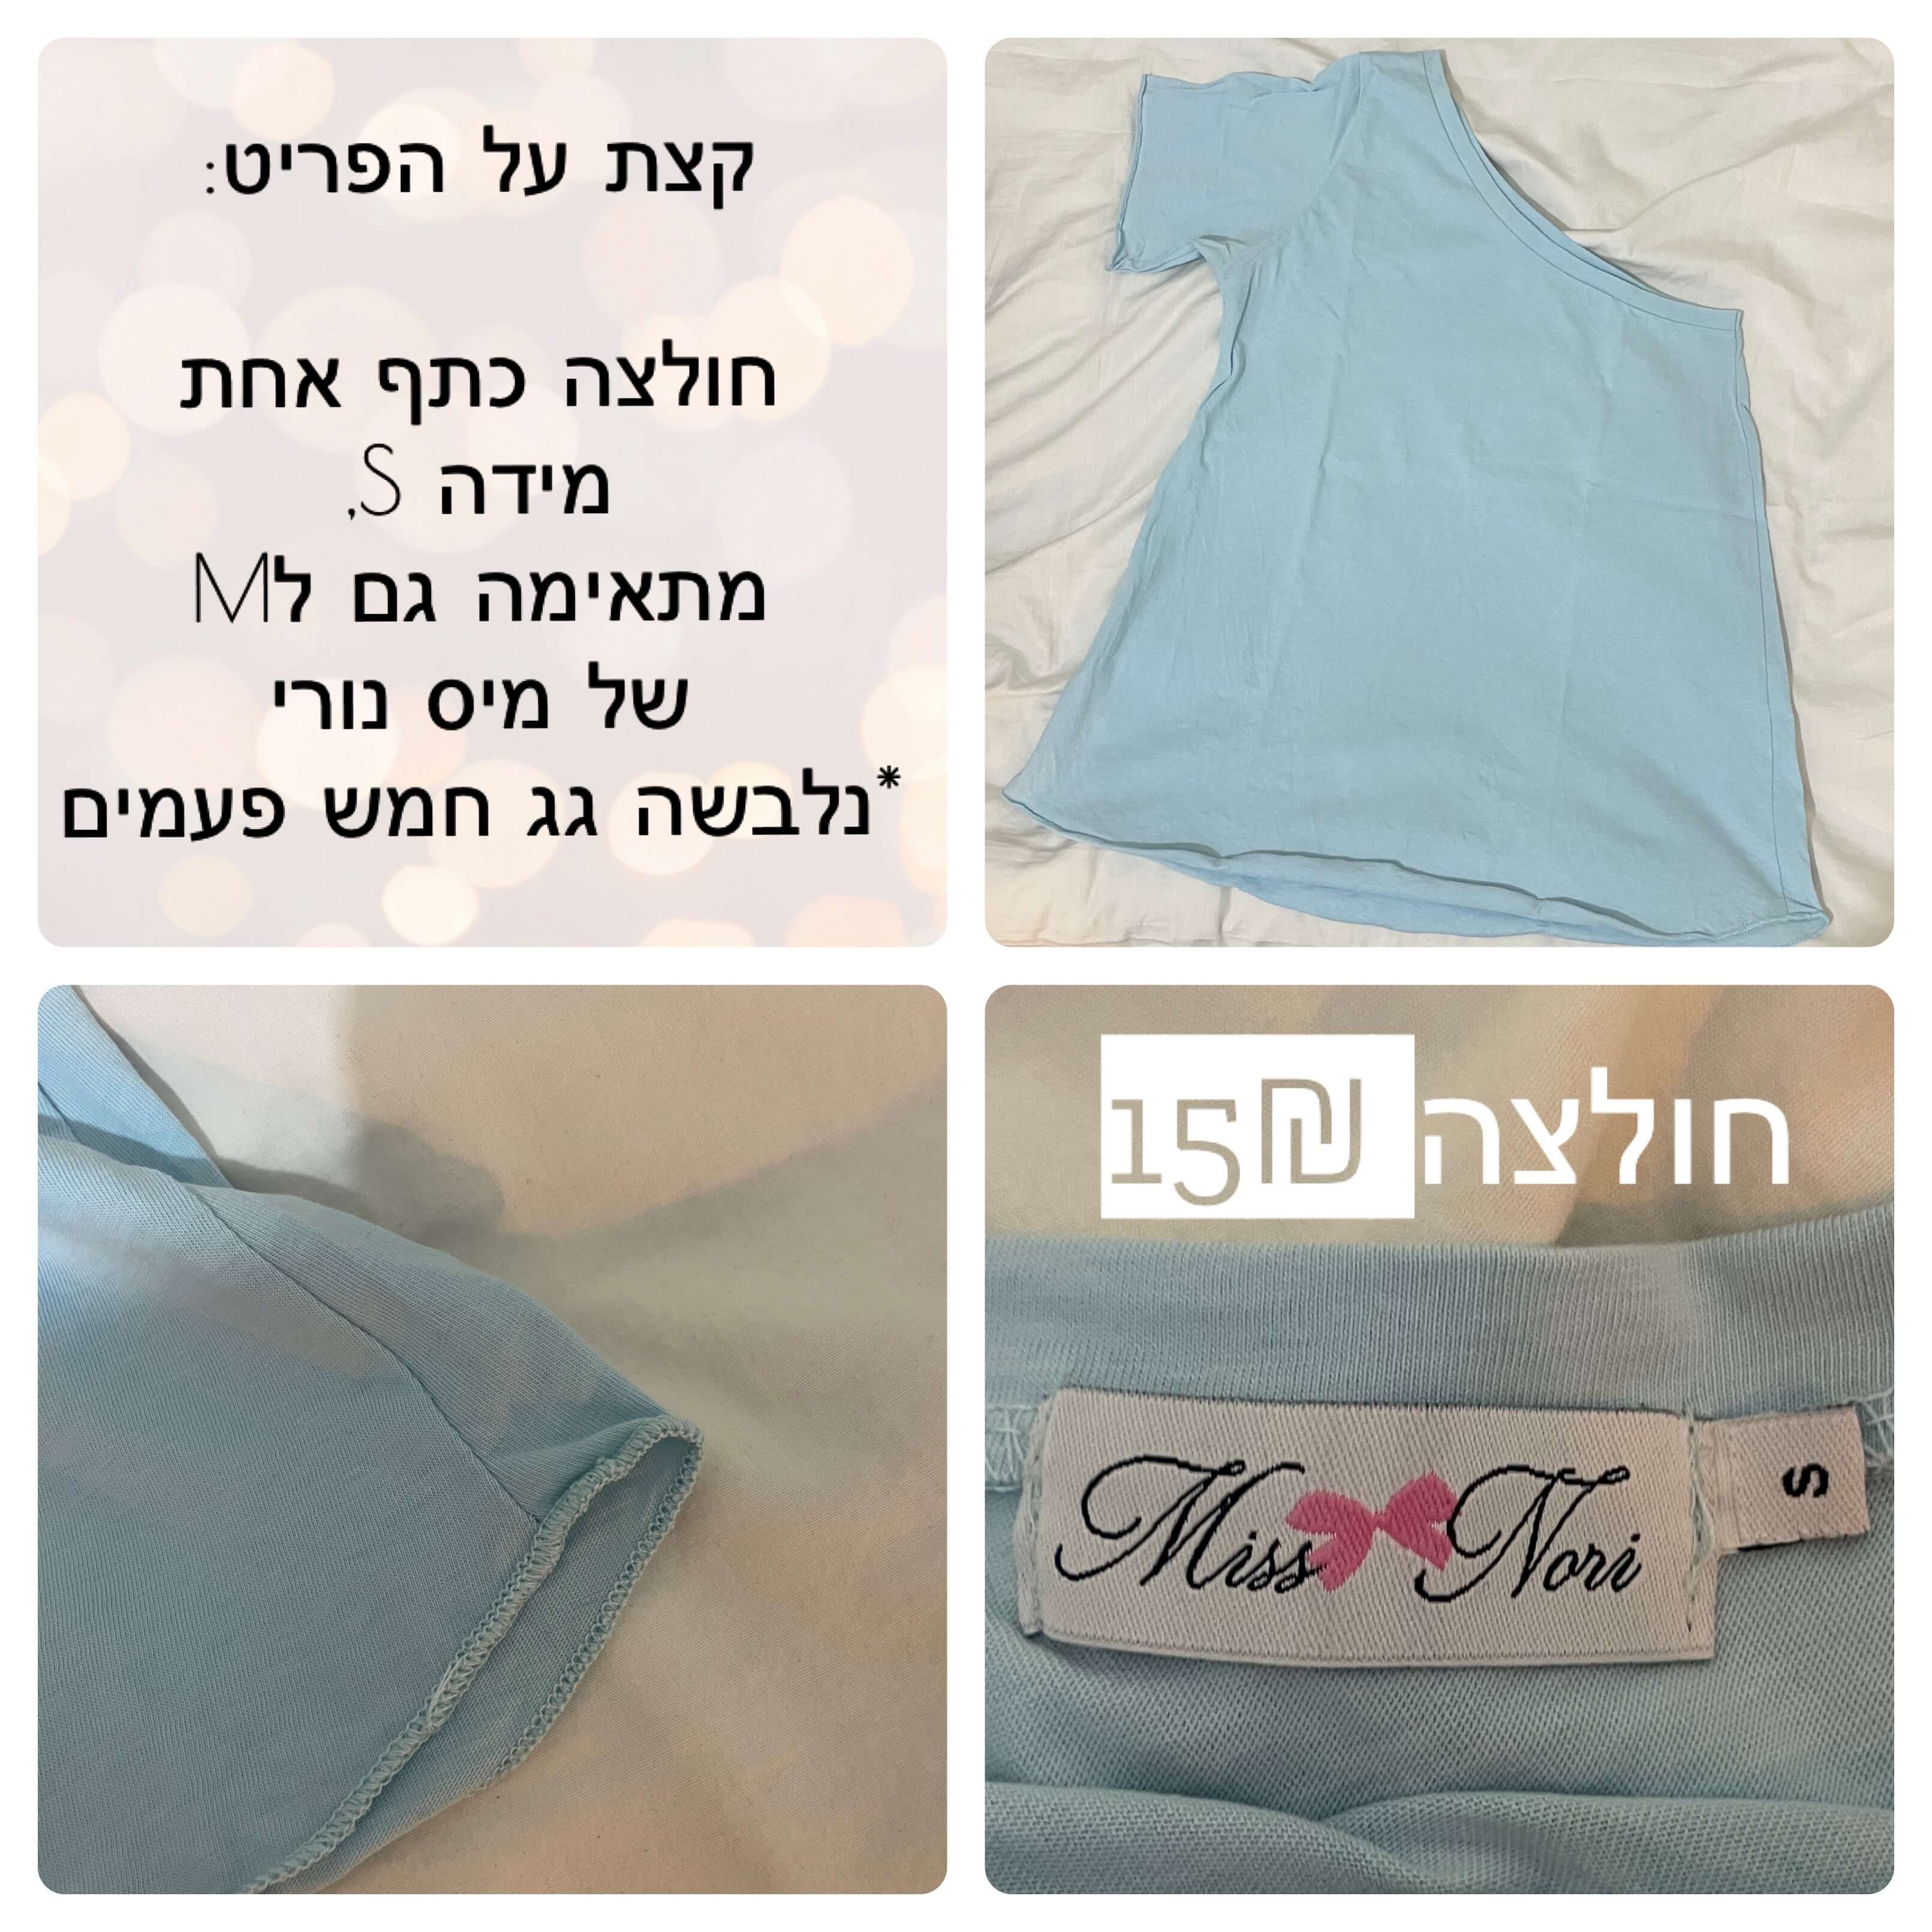 קצת על הפריט:
חולצה כתף אחת
מידה S,
מתאימה גם לM
של מיס נורי
*נלבשה גג חמש פעמים
חולצה ₪15
Miss Nori
S